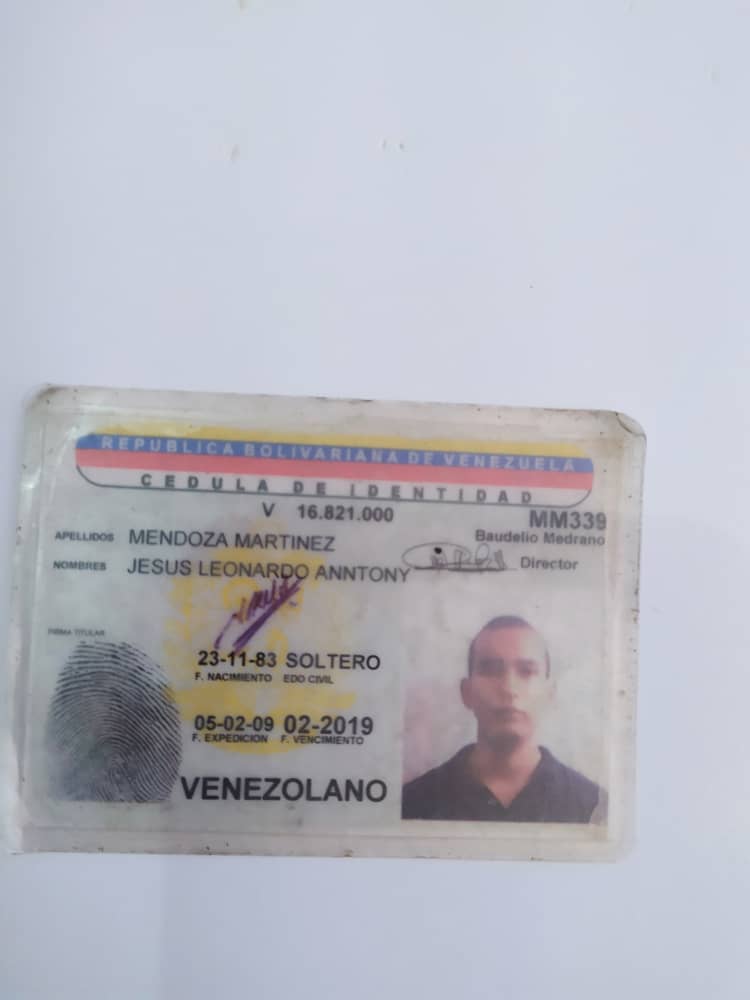 REPUBLICA BOLIVARIANA DE VENEZUELA
CEDULA DE IDENTIDAD
V 16.821.000
MM339
Baudelio Medrano
Director
APELLIDOS MENDOZA MARTINEZ
NOMBRES JESUS LEONARDO ANNTONY
FIRMA TITULAR
23-11-83 SOLTERO
F. NACIMIENTO EDO CIVIL
05-02-09 02-2019
F. EXPEDICION F. VENCIMIENTO
VENEZOLANO